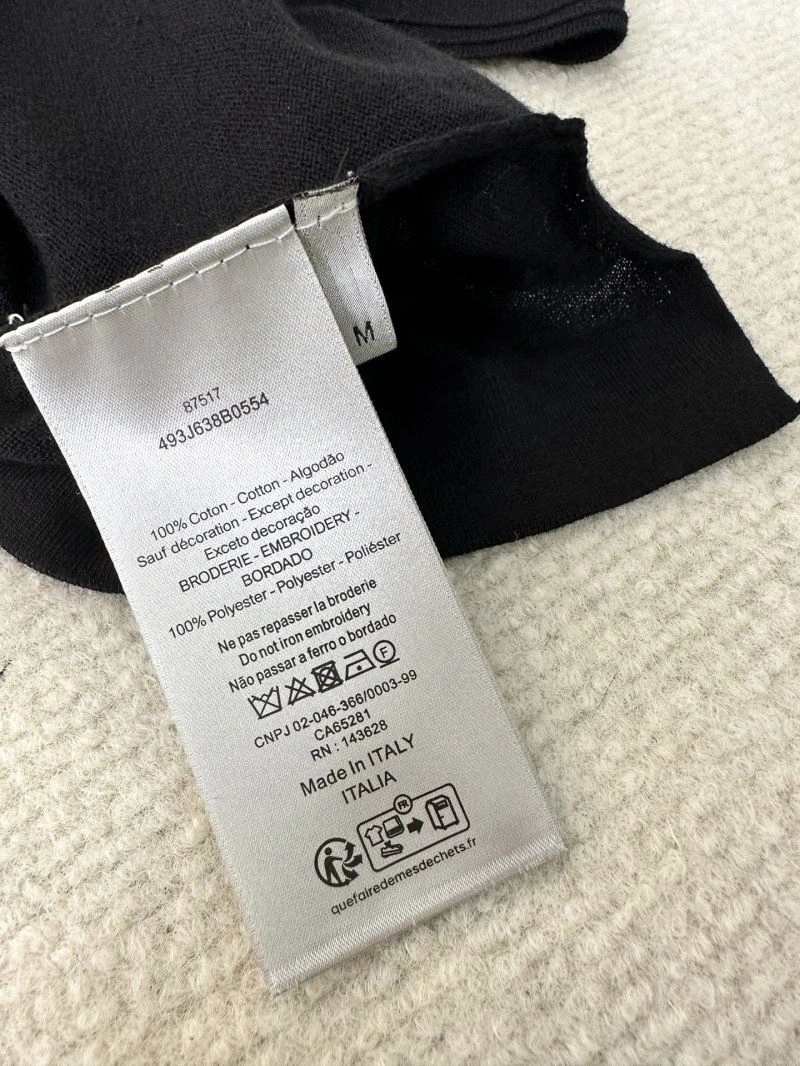 M
87517
493J638B0554
100% Coton - Cotton - Algodão
Sauf décoration - Except decoration -
Exceto decoração
BRODERIE - EMBROIDERY -
BORDADO
100% Polyester - Polyester - Poliéster
Ne pas repasser la broderie
Do not iron embroidery
Não passar a ferro o bordado
F
CNPJ 02-046-366/0003-99
CA65281
RN : 143628
Made In ITALY
ITALIA
FR
quefairedemesdechets.fr